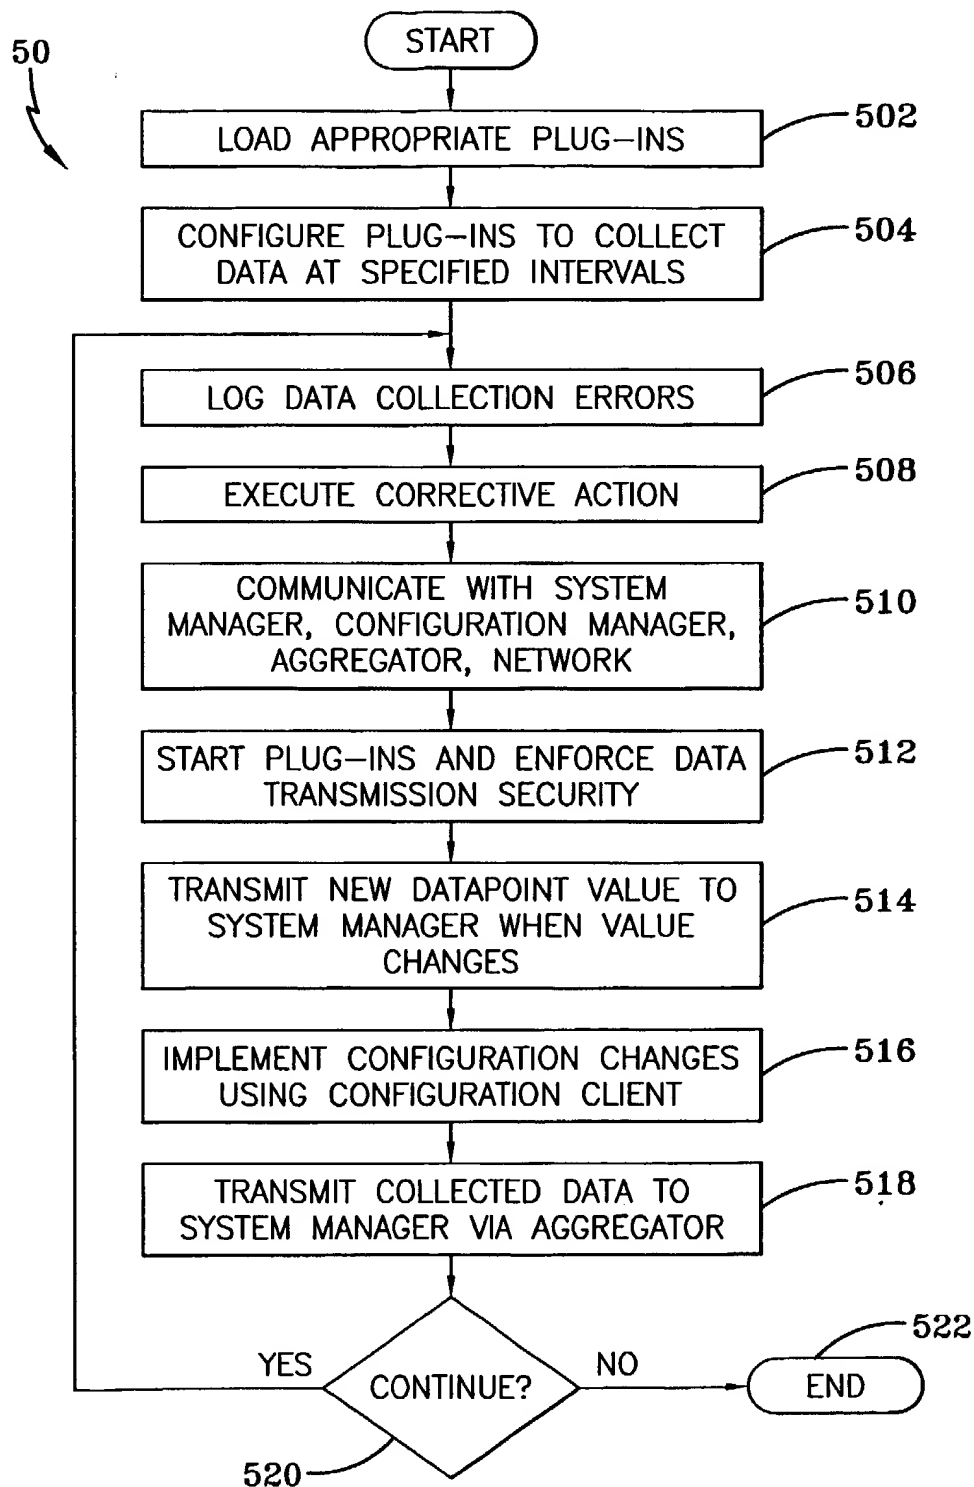 START
50
502
LOAD APPROPRIATE PLUG-INS
504
CONFIGURE PLUG-INS TO COLLECT
DATA AT SPECIFIED INTERVALS
506
LOG DATA COLLECTION ERRORS
508
EXECUTE CORRECTIVE ACTION
COMMUNICATE WITH SYSTEM
510
MANAGER, CONFIGURATION MANAGER,
AGGREGATOR, NETWORK
512
START PLUG-INS AND ENFORCE DATA
TRANSMISSION SECURITY
TRANSMIT NEW DATAPOINT VALUE TO
514
SYSTEM MANAGER WHEN VALUE
CHANGES
516
IMPLEMENT CONFIGURATION CHANGES
USING CONFIGURATION CLIENT
518
TRANSMIT COLLECTED DATA TO
SYSTEM MANAGER VIA AGGREGATOR
522
YES
NO
CONTINUE?
END
520